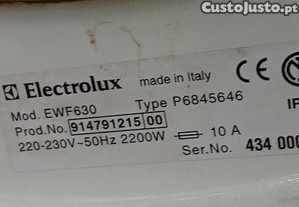 CustoJusto.pt
Electrolux made in Italy CE
Mod. EWF630 Type P6845646
Prod.No. 914791215 00 IP
220-230V~50Hz 2200W 10 A
Ser.No. 434 000